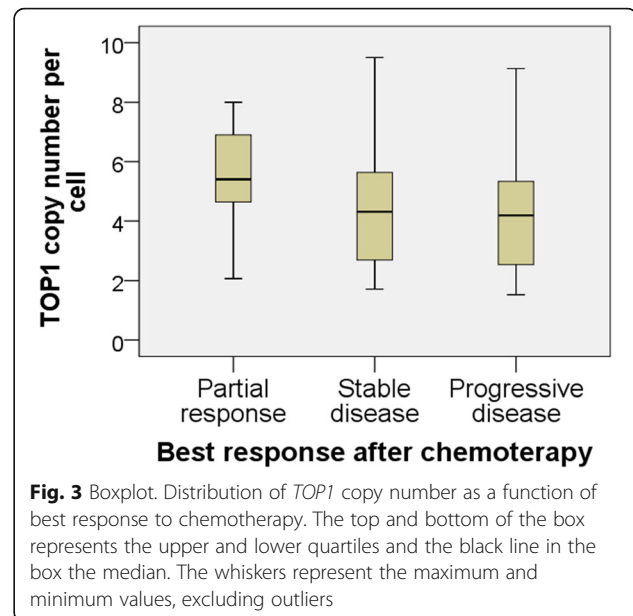 10
8
6
4
2
0
TOP1 copy number per
cell
Partial
response
Stable
disease
Progressive
disease
Best response after chemoterapy
Fig. 3 Boxplot. Distribution of TOP1 copy number as a function of
best response to chemotherapy. The top and bottom of the box
represents the upper and lower quartiles and the black line in the
box the median. The whiskers represent the maximum and
minimum values, excluding outliers